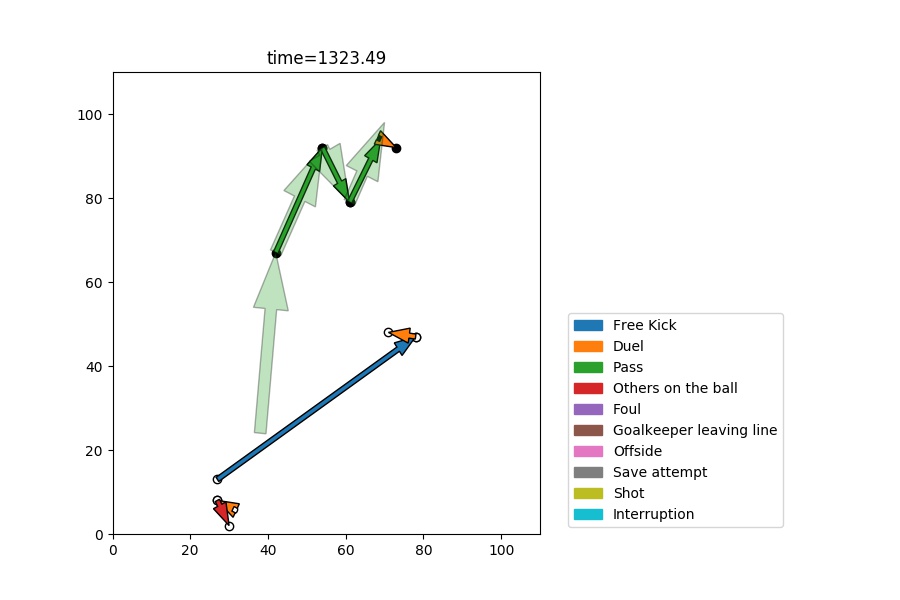 time=1323.49
100
80
60
40
20
0
0 20 40 60 80 100
Free Kick
Duel
Pass
Others on the ball
Foul
Goalkeeper leaving line
Offside
Save attempt
Shot
Interruption